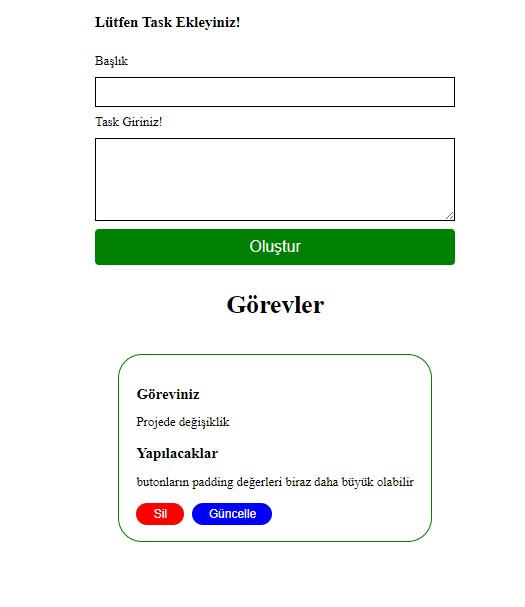 Lütfen Task Ekleyiniz!
Başlık
Task Giriniz!
Oluştur
Görevler
Göreviniz
Projede değişiklik
Yapılacaklar
butonların padding değerleri biraz daha büyük olabilir
Sil Güncelle